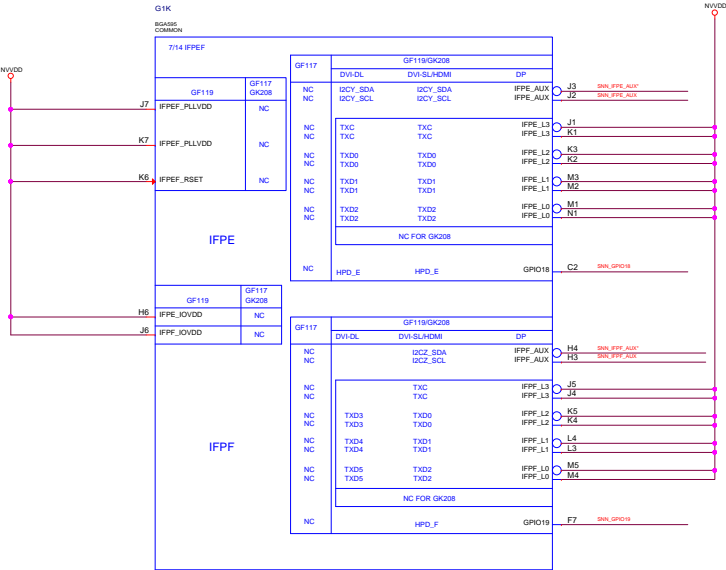 G1K
BGA595
COMMON
NVVDD
NVVDD
7/14 IFPEF
GF119
GF117
GK208
J7 IFPEF_PLLVDD NC
K7 IFPEF_PLLVDD NC
K6 IFPEF_RSET NC
IFPE
GF117
GF119/GK208
DVI-DL DVI-SL/HDMI DP
NC I2CY_SDA I2CY_SDA IFPE_AUX J3 SNN_IFPE_AUX*
NC I2CY_SCL I2CY_SCL IFPE_AUX J2 SNN_IFPE_AUX
NC TXC TXC IFPE_L3 J1
NC TXC TXC IFPE_L3 K1
NC TXD0 TXD0 IFPE_L2 K3
NC TXD0 TXD0 IFPE_L2 K2
NC TXD1 TXD1 IFPE_L1 M3
NC TXD1 TXD1 IFPE_L1 M2
NC TXD2 TXD2 IFPE_L0 M1
NC TXD2 TXD2 IFPE_L0 N1
NC FOR GK208
NC HPD_E HPD_E GPIO18 C2 SNN_GPIO18
GF119
GF117
GK208
H6 IFPE_IOVDD NC
J6 IFPF_IOVDD NC
IFPF
GF117
GF119/GK208
DVI-DL DVI-SL/HDMI DP
NC I2CZ_SDA IFPF_AUX H4 SNN_IFPF_AUX*
NC I2CZ_SCL IFPF_AUX H3 SNN_IFPF_AUX
NC TXC IFPF_L3 J5
NC TXC IFPF_L3 J4
NC TXD3 TXD0 IFPF_L2 K5
NC TXD3 TXD0 IFPF_L2 K4
NC TXD4 TXD1 IFPF_L1 L4
NC TXD4 TXD1 IFPF_L1 L3
NC TXD5 TXD2 IFPF_L0 M5
NC TXD5 TXD2 IFPF_L0 M4
NC FOR GK208
NC HPD_F GPIO19 F7 SNN_GPIO19